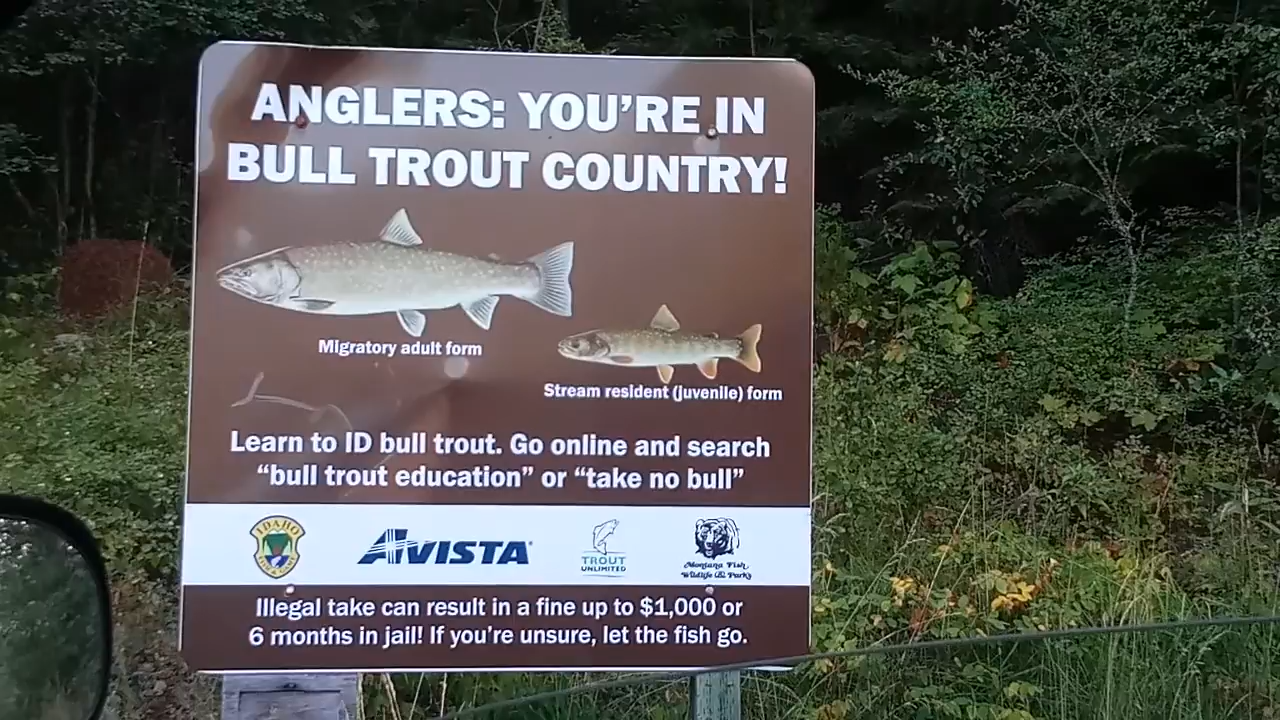 ANGLERS: YOU'RE IN
BULL TROUT COUNTRY!
Migratory adult form
Stream resident (juvenile) form
Learn to ID bull trout. Go online and search
“bull trout education” or “take no bull”
IDAHO
AVISTA
TROUT
UNLIMITED
Montana Fish
Wildlife & Parks
Illegal take can result in a fine up to $1,000 or
6 months in jail! If you're unsure, let the fish go.